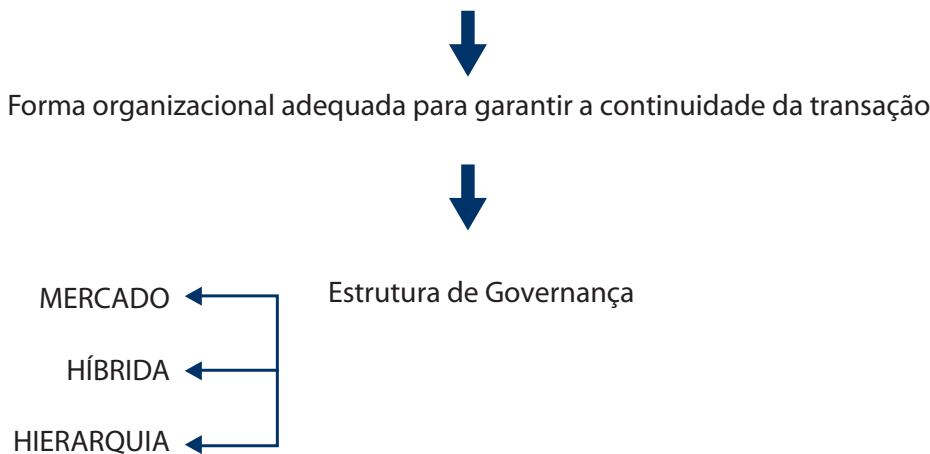 Forma organizacional adequada para garantir a continuidade da transação
Estrutura de Governança
MERCADO
HÍBRIDA
HIERARQUIA